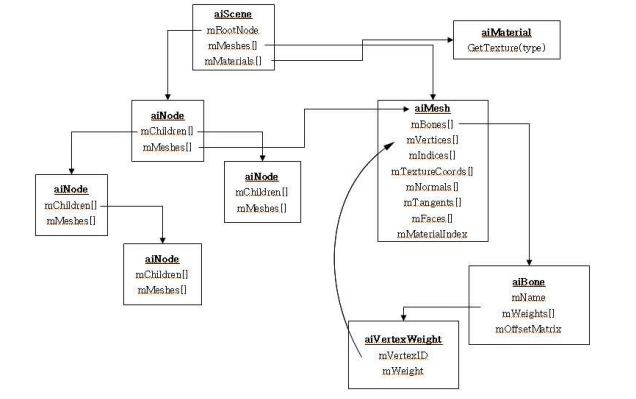 aiScene
mRootNode
mMeshes[]
mMaterials[]
aiMaterial
GetTexture(type)
aiNode
mChildren[]
mMeshes[]
aiMesh
mBones[]
mVertices[]
mIndices[]
mTextureCoords[]
mNormals[]
mTangents[]
mFaces[]
mMaterialIndex
aiNode
mChildren[]
mMeshes[]
aiNode
mChildren[]
mMeshes[]
aiNode
mChildren[]
mMeshes[]
aiBone
mName
mWeights[]
mOffsetMatrix
aiVertexWeight
mVertexID
mWeight